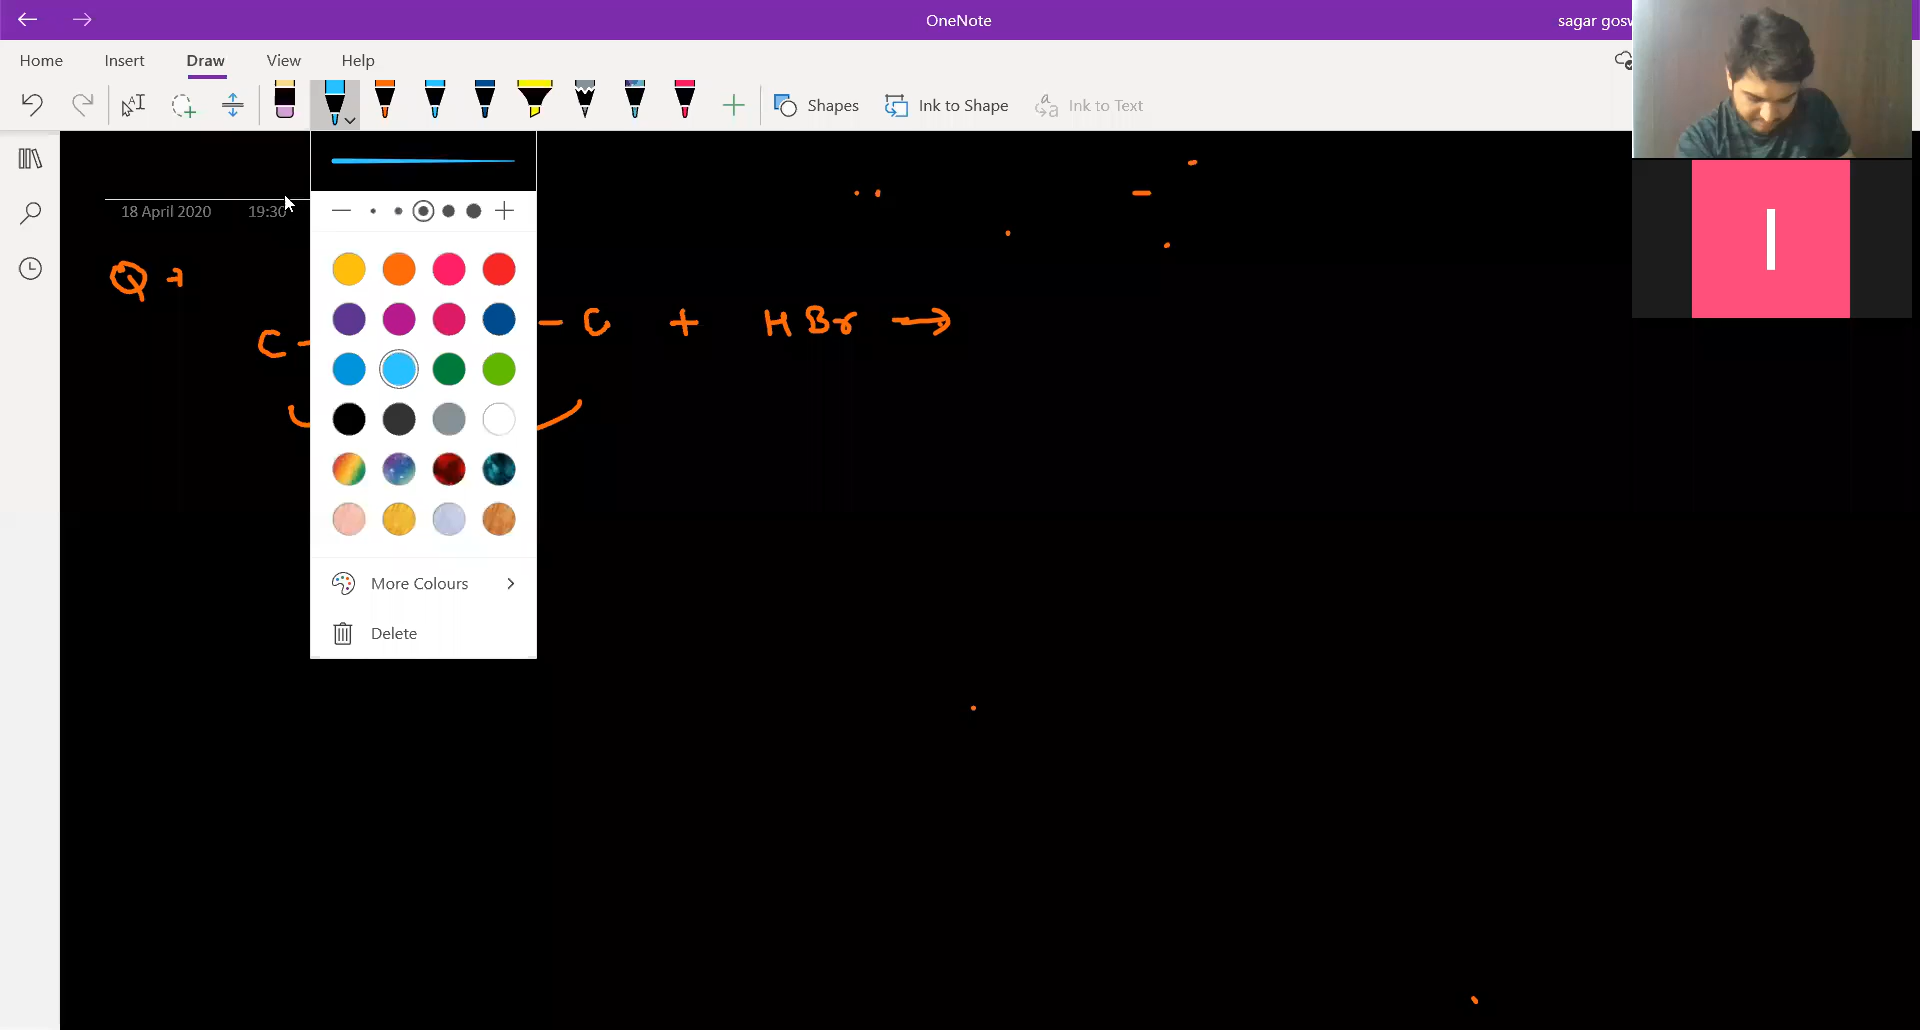 OneNote
sagar gosw
Home Insert Draw View Help
Shapes Ink to Shape Ink to Text
18 April 2020 19:30
Q →
C - - C + HBr →
More Colours
Delete
I